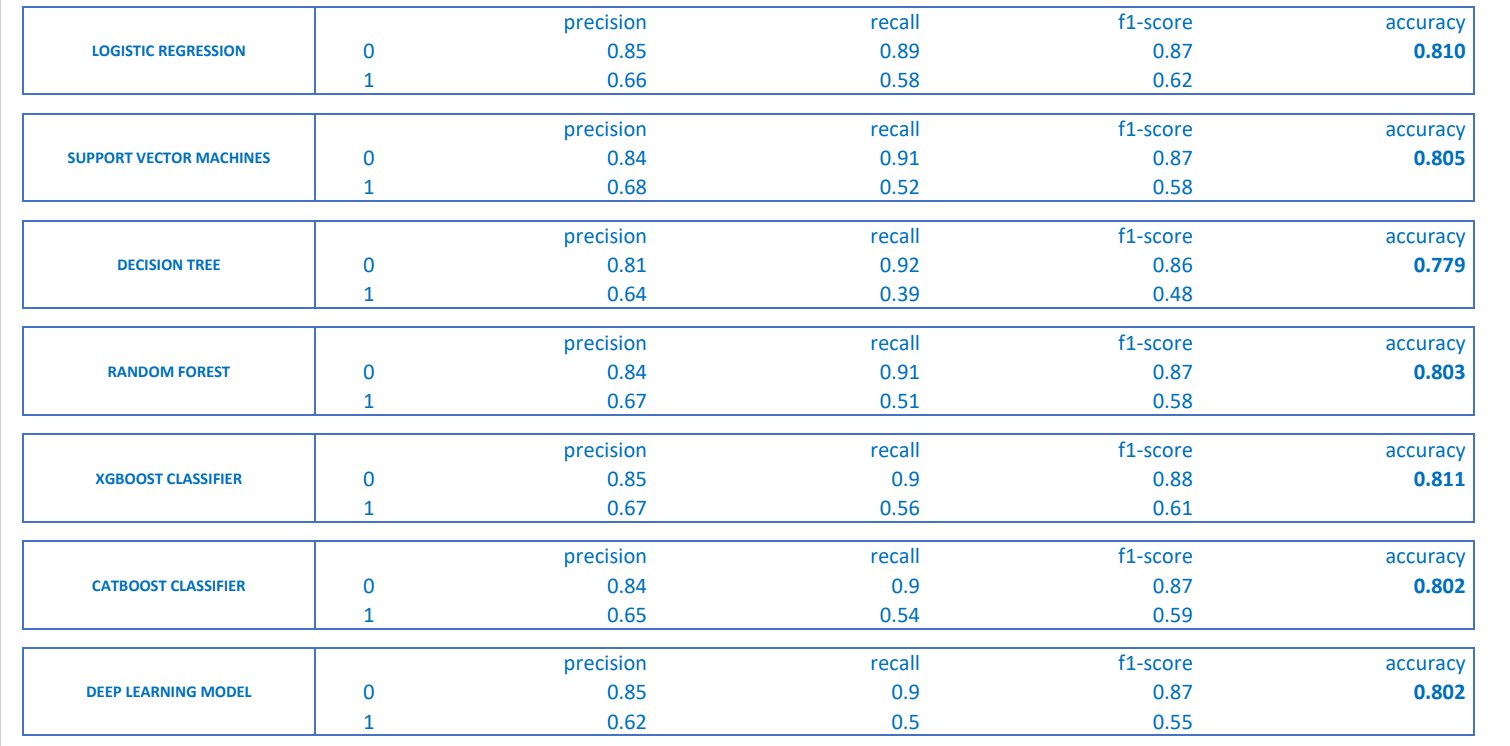 precision recall f1-score accuracy
LOGISTIC REGRESSION 0 0.85 0.89 0.87 0.810
1 0.66 0.58 0.62
precision recall f1-score accuracy
SUPPORT VECTOR MACHINES 0 0.84 0.91 0.87 0.805
1 0.68 0.52 0.58
precision recall f1-score accuracy
DECISION TREE 0 0.81 0.92 0.86 0.779
1 0.64 0.39 0.48
precision recall f1-score accuracy
RANDOM FOREST 0 0.84 0.91 0.87 0.803
1 0.67 0.51 0.58
precision recall f1-score accuracy
XGBOOST CLASSIFIER 0 0.85 0.9 0.88 0.811
1 0.67 0.56 0.61
precision recall f1-score accuracy
CATBOOST CLASSIFIER 0 0.84 0.9 0.87 0.802
1 0.65 0.54 0.59
precision recall f1-score accuracy
DEEP LEARNING MODEL 0 0.85 0.9 0.87 0.802
1 0.62 0.5 0.55